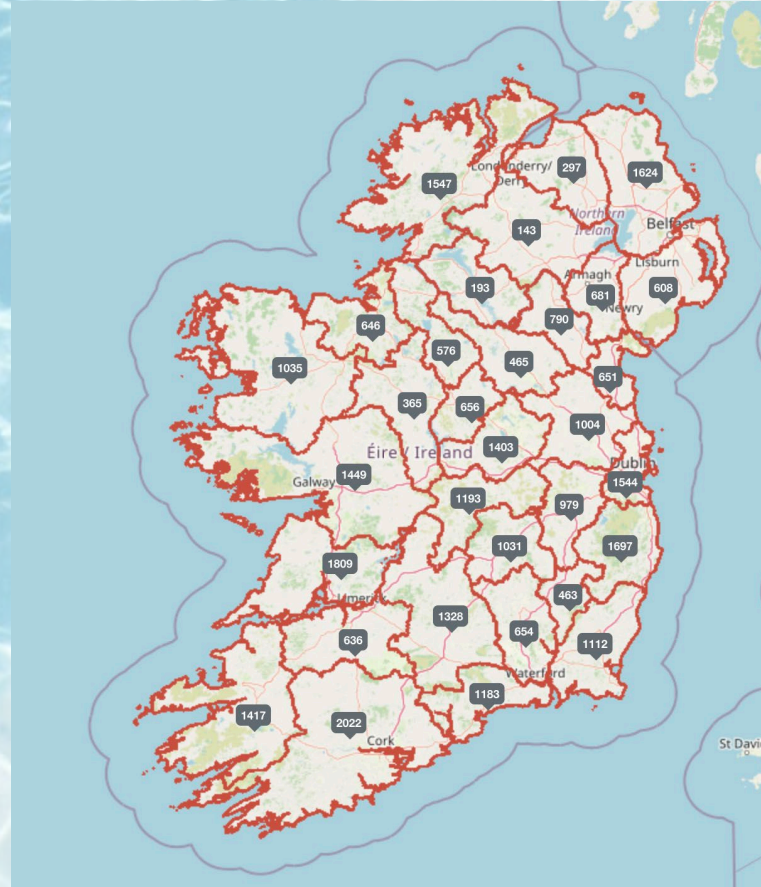 297
1624
Londonderry/
Derry
1547
Northern
Ireland
143
Belfast
Lisburn
Armagh
193
681
608
Newry
790
646
576
465
1035
651
365
656
1004
Éire / Ireland
1403
Dublin
Galway
1449
1544
1193
979
1031
1697
1809
463
Limerick
1328
636
654
1112
Waterford
1183
1417
2022
Cork
St Davi